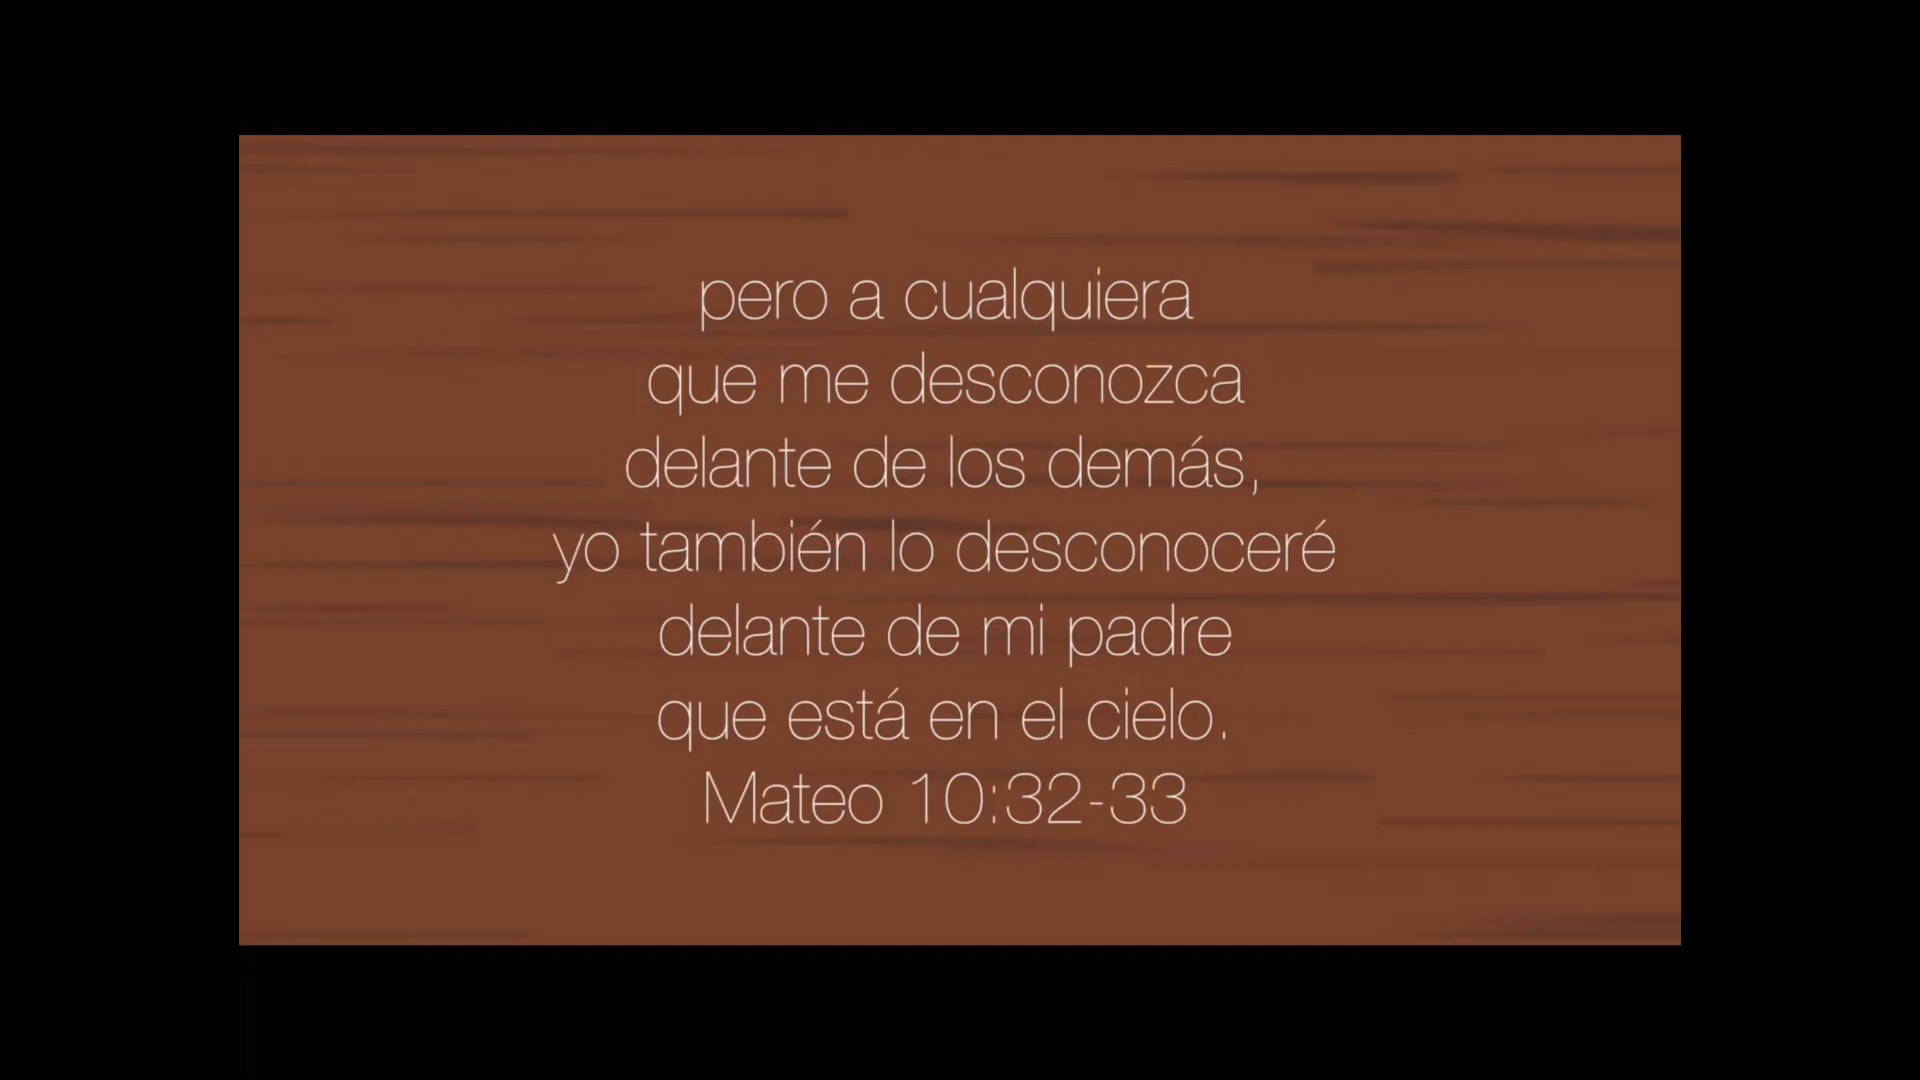 pero a cualquiera
que me desconozca
delante de los demás,
yo también lo desconoceré
delante de mi padre
que está en el cielo.
Mateo 10:32-33